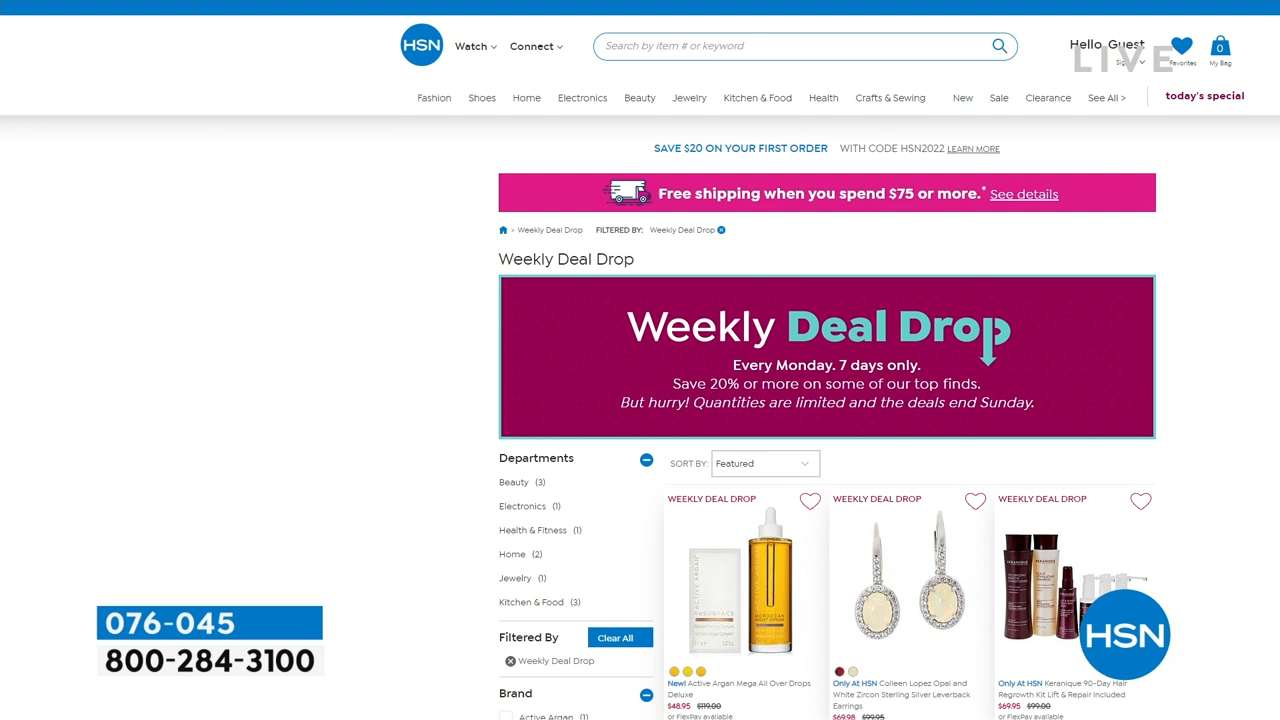 HSN
Watch
Connect
Search by item # or keyword
Hello, Guest
LIVE
Favorites
0
My Bag
Fashion
Shoes
Home
Electronics
Beauty
Jewelry
Kitchen & Food
Health
Crafts & Sewing
New
Sale
Clearance
See All >
today's special
SAVE $20 ON YOUR FIRST ORDER WITH CODE HSN2022 LEARN MORE
Free shipping when you spend $75 or more.* See details
> Weekly Deal Drop FILTERED BY: Weekly Deal Drop
Weekly Deal Drop
Weekly Deal Drop
Every Monday. 7 days only.
Save 20% or more on some of our top finds.
But hurry! Quantities are limited and the deals end Sunday.
Departments
Beauty (3)
Electronics (1)
Health & Fitness (1)
Home (2)
Jewelry (1)
Kitchen & Food (3)
Filtered By
Clear All
Weekly Deal Drop
Brand
Active Argan (1)
SORT BY: Featured
WEEKLY DEAL DROP
New! Active Argan Mega All Over Drops
Deluxe
$48.95 $119.00
or FlexPay available
WEEKLY DEAL DROP
Only At HSN Colleen Lopez Opal and
White Zircon Sterling Silver Leverback
Earrings
$69.98 $99.95
WEEKLY DEAL DROP
Only At HSN Keranique 90-Day Hair
Regrowth Kit Lift & Repair Included
$69.95 $99.00
or FlexPay available
076-045
800-284-3100
HSN